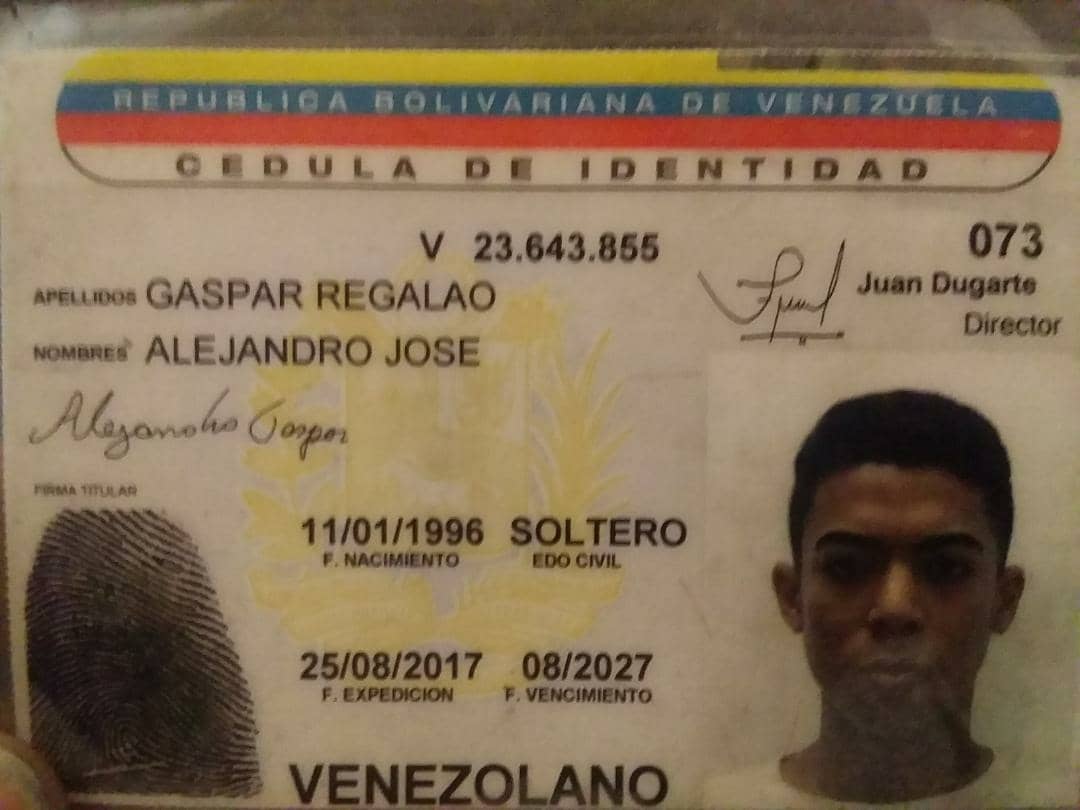 REPUBLICA BOLIVARIANA DE VENEZUELA
CEDULA DE IDENTIDAD
V 23.643.855
073
Juan Dugarte
Director
APELLIDOS GASPAR REGALAO
NOMBRES ALEJANDRO JOSE
Alejandro Gaspar
FIRMA TITULAR
11/01/1996 SOLTERO
F. NACIMIENTO EDO CIVIL
25/08/2017 08/2027
F. EXPEDICION F. VENCIMIENTO
VENEZOLANO